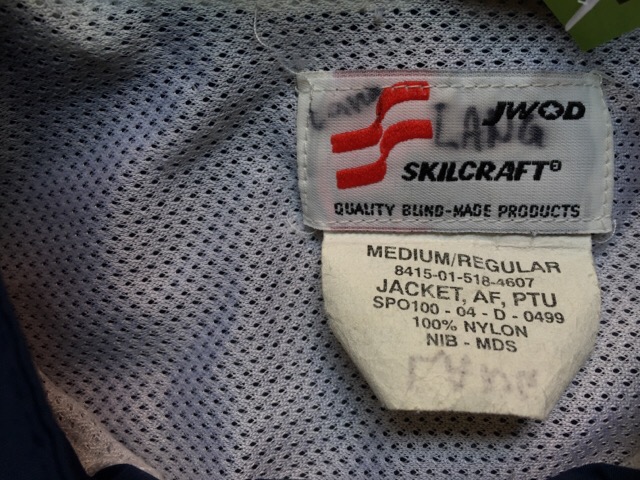 JWOD
LANG
SKILCRAFT®
QUALITY BLIND-MADE PRODUCTS
MEDIUM/REGULAR
8415-01-518-4607
JACKET, AF, PTU
SPO100 - 04 - D - 0499
100% NYLON
NIB - MDS